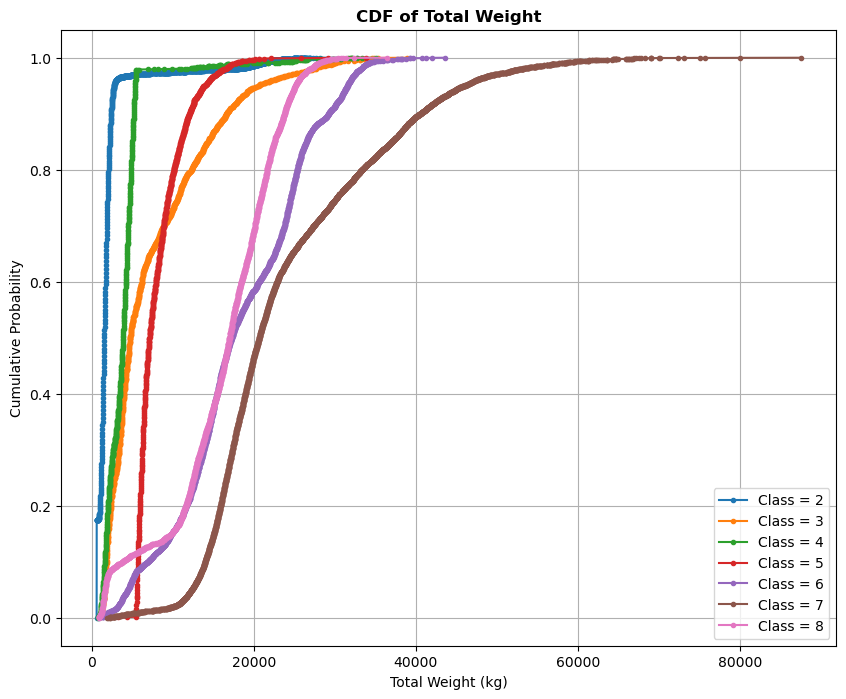 CDF of Total Weight
1.0
0.8
0.6
0.4
0.2
0.0
Cumulative Probability
0
20000
40000
60000
80000
Total Weight (kg)
Class = 2
Class = 3
Class = 4
Class = 5
Class = 6
Class = 7
Class = 8